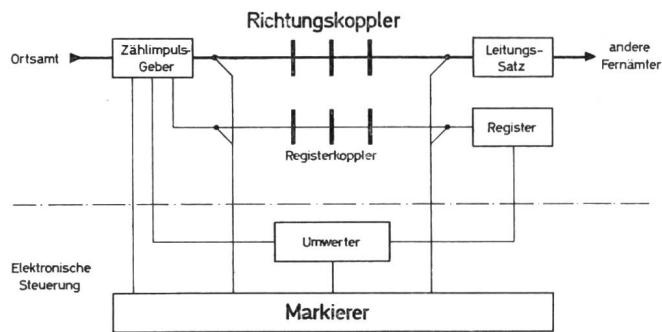 Richtungskoppler
Ortsamt
Zählimpuls-
Geber
Leitungs-
Satz
andere
Fernämter
Registerkoppler
Register
Umwerter
Elektronische
Steuerung
Markierer